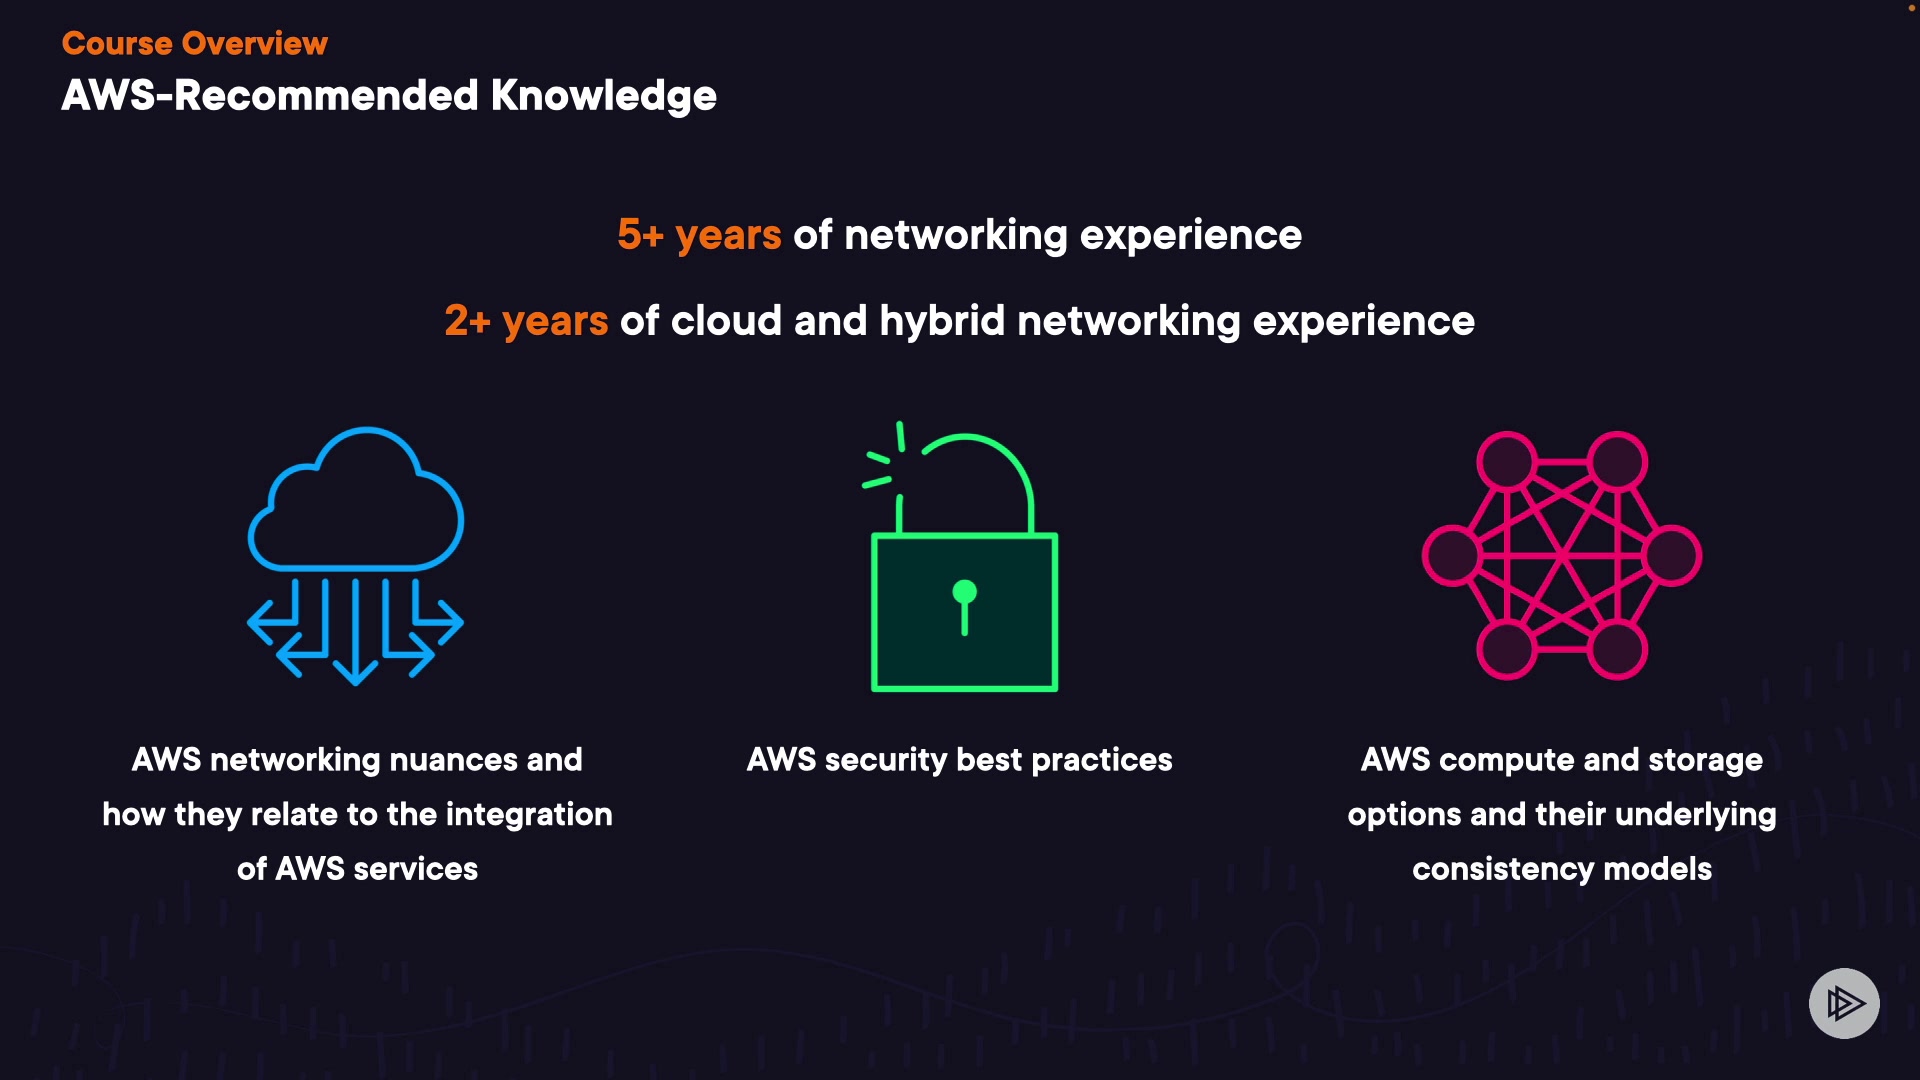 Course Overview
AWS-Recommended Knowledge
5+ years of networking experience
2+ years of cloud and hybrid networking experience
AWS networking nuances and
how they relate to the integration
of AWS services
AWS security best practices
AWS compute and storage
options and their underlying
consistency models